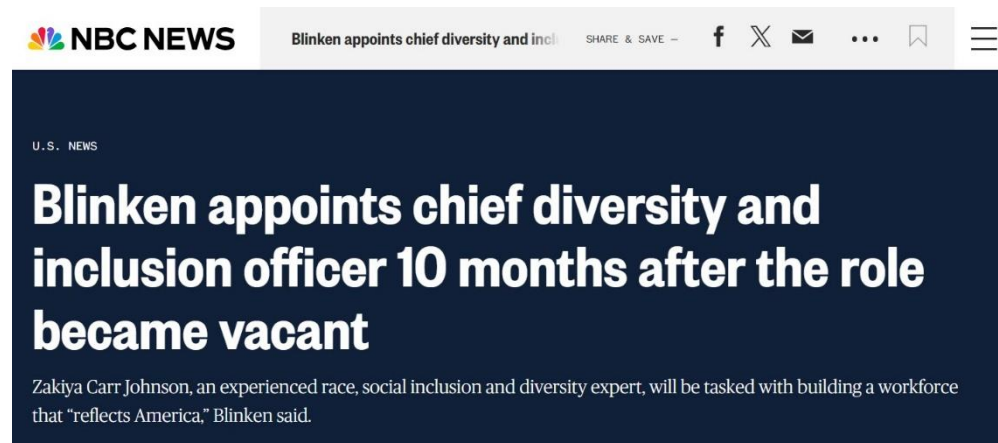 NBC NEWS
Blinken appoints chief diversity and incl
SHARE & SAVE –
U.S. NEWS
Blinken appoints chief diversity and
inclusion officer 10 months after the role
became vacant
Zakiya Carr Johnson, an experienced race, social inclusion and diversity expert, will be tasked with building a workforce
that “reflects America,” Blinken said.